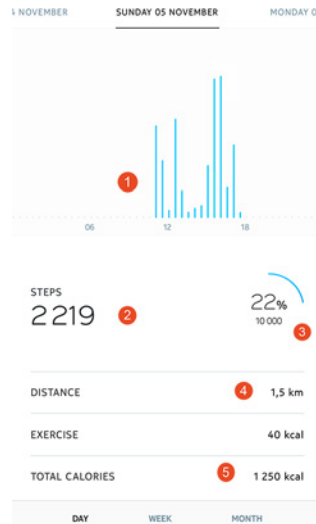 NOVEMBER SUNDAY 05 NOVEMBER MONDAY 0
1
06 12 18
STEPS
2 219
2
22%
10 000
3
DISTANCE 4 1,5 km
EXERCISE 40 kcal
TOTAL CALORIES 5 1 250 kcal
DAY WEEK MONTH